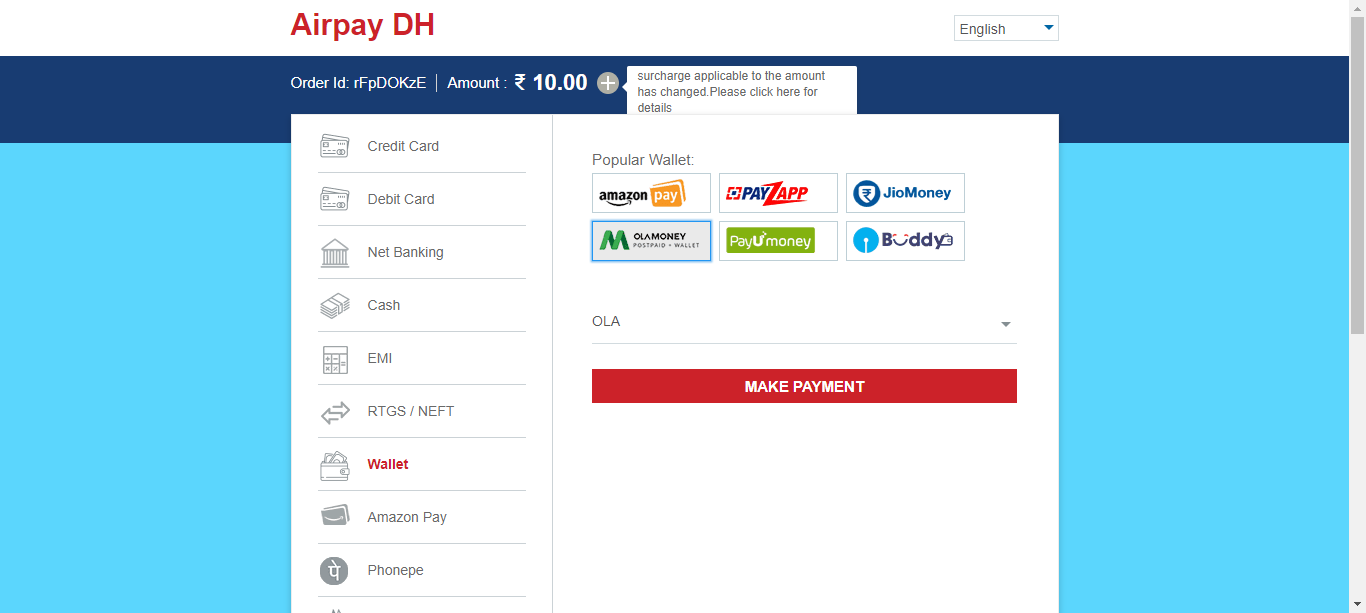 Airpay DH
English
Order Id: rFpDOKzE
Amount : ₹ 10.00
surcharge applicable to the amount
has changed.Please click here for
details
Credit Card
Debit Card
Net Banking
Cash
EMI
RTGS / NEFT
Wallet
Amazon Pay
Phonepe
Popular Wallet:
amazon pay
PAYZAPP
JioMoney
OLAMONEY
POSTPAID + WALLET
PayUmoney
Buddy
OLA
MAKE PAYMENT